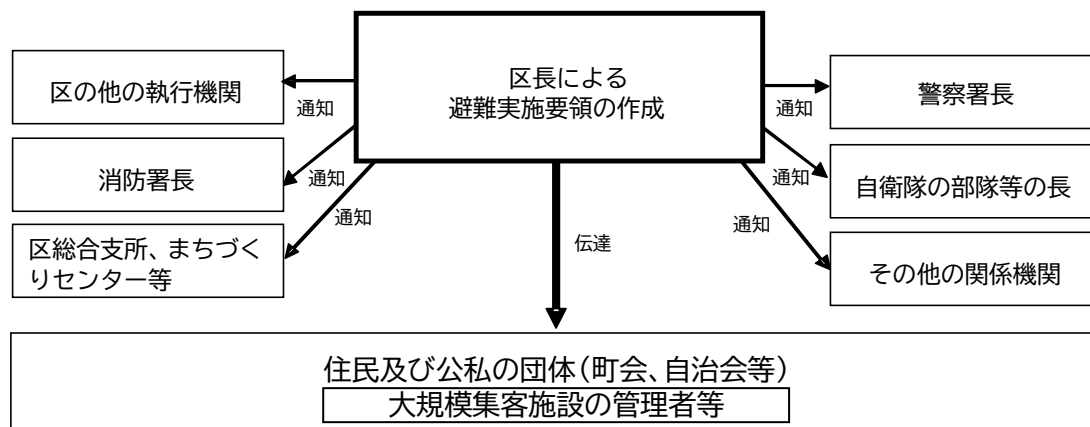 区長による
避難実施要領の作成
区の他の執行機関
通知
消防署長
通知
区総合支所、まちづく
りセンター等
通知
警察署長
通知
自衛隊の部隊等の長
通知
その他の関係機関
通知
伝達
住民及び公私の団体(町会、自治会等)
大規模集客施設の管理者等